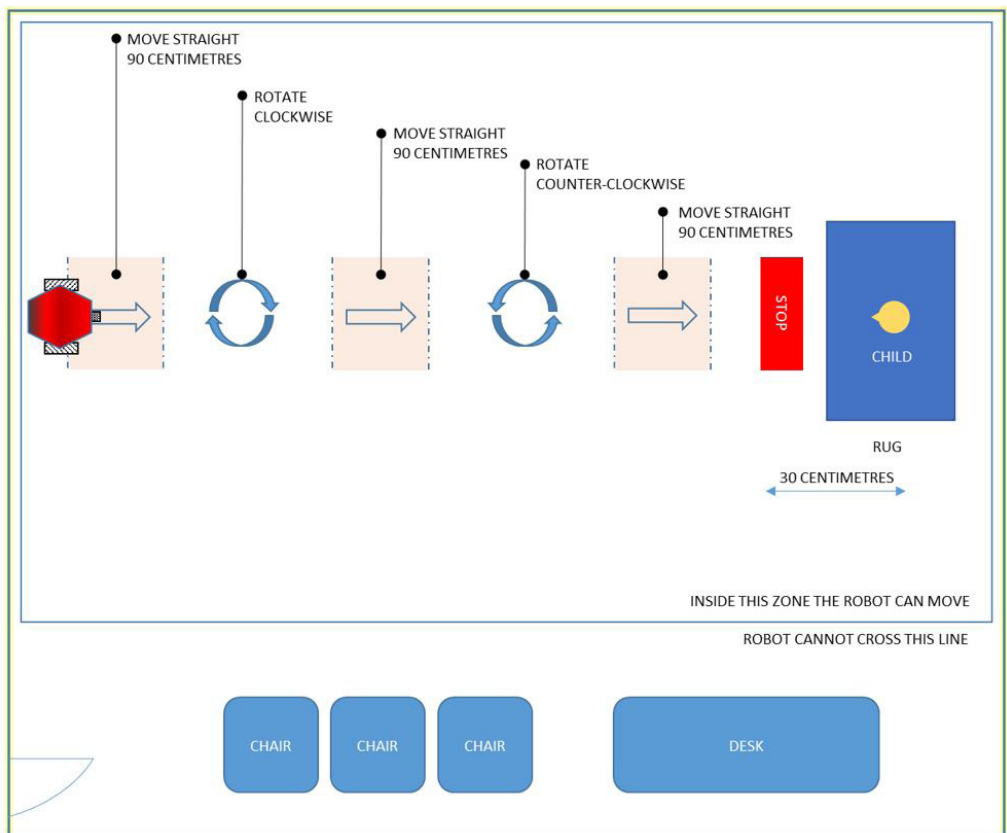 MOVE STRAIGHT
90 CENTIMETRES
ROTATE
CLOCKWISE
MOVE STRAIGHT
90 CENTIMETRES
ROTATE
COUNTER-CLOCKWISE
MOVE STRAIGHT
90 CENTIMETRES
STOP
CHILD
RUG
30 CENTIMETRES
INSIDE THIS ZONE THE ROBOT CAN MOVE
ROBOT CANNOT CROSS THIS LINE
CHAIR
CHAIR
CHAIR
DESK